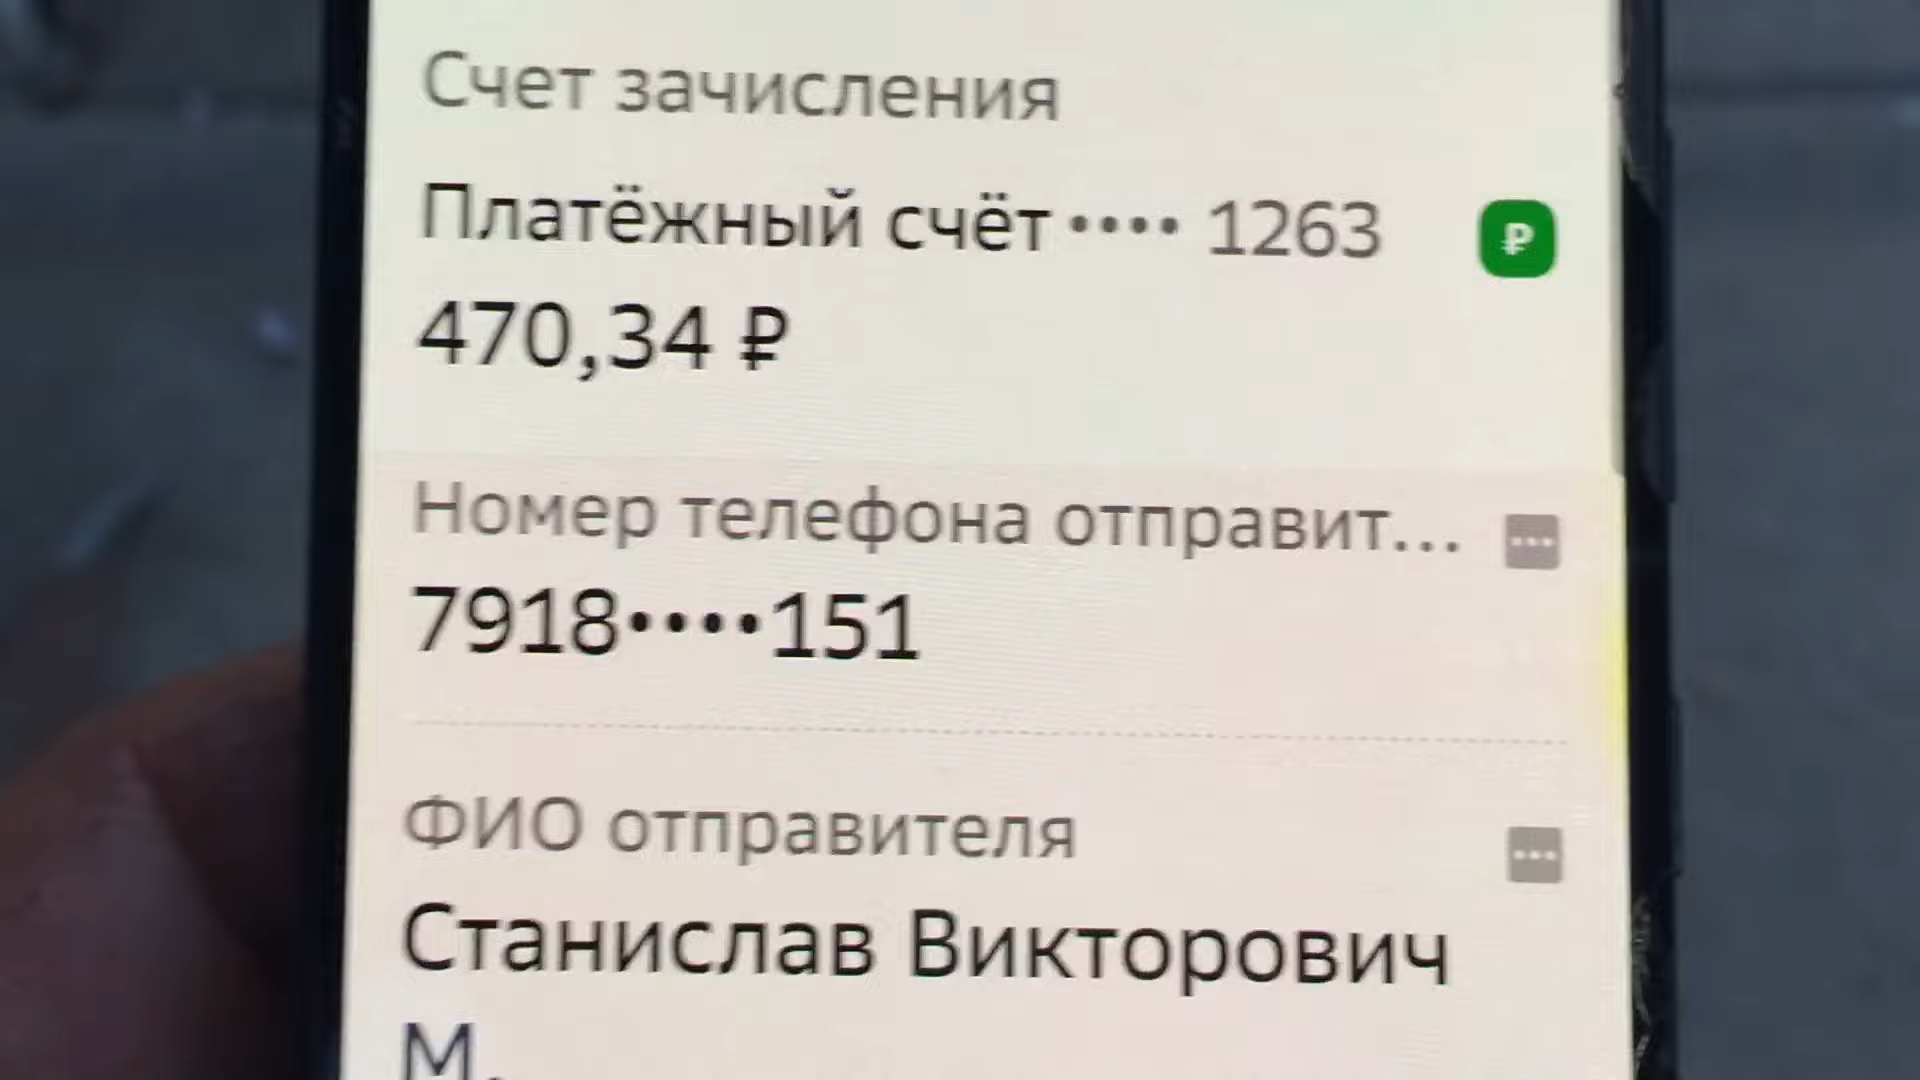 Счет зачисления
Платёжный счёт •••• 1263
₽
470,34 ₽
Номер телефона отправит...
7918••••151
ФИО отправителя
Станислав Викторович
М.